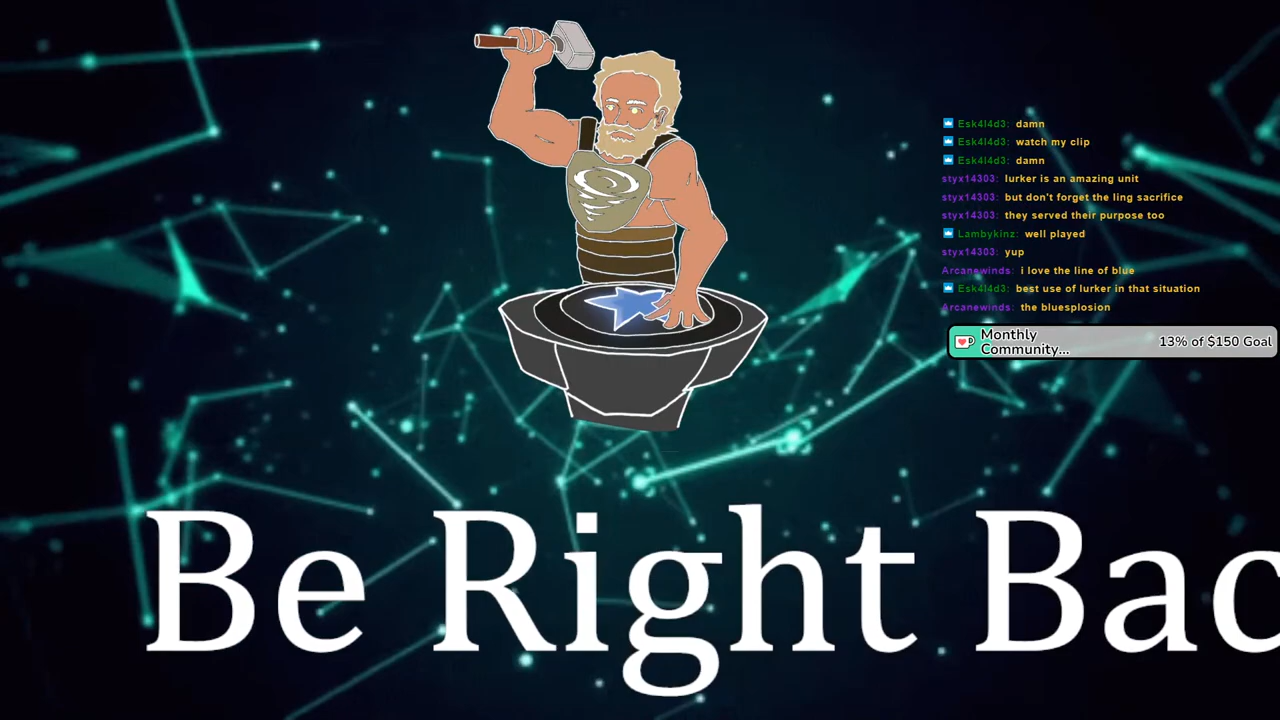 Esk4l4d3: damn
Esk4l4d3: watch my clip
Esk4l4d3: damn
styx14303: lurker is an amazing unit
styx14303: but don't forget the ling sacrifice
styx14303: they served their purpose too
Lambykinz: well played
styx14303: yup
Arcanewinds: i love the line of blue
Esk4l4d3: best use of lurker in that situation
Arcanewinds: the bluesplosion
Monthly
Community...
13% of $150 Goal
Be Right Bac